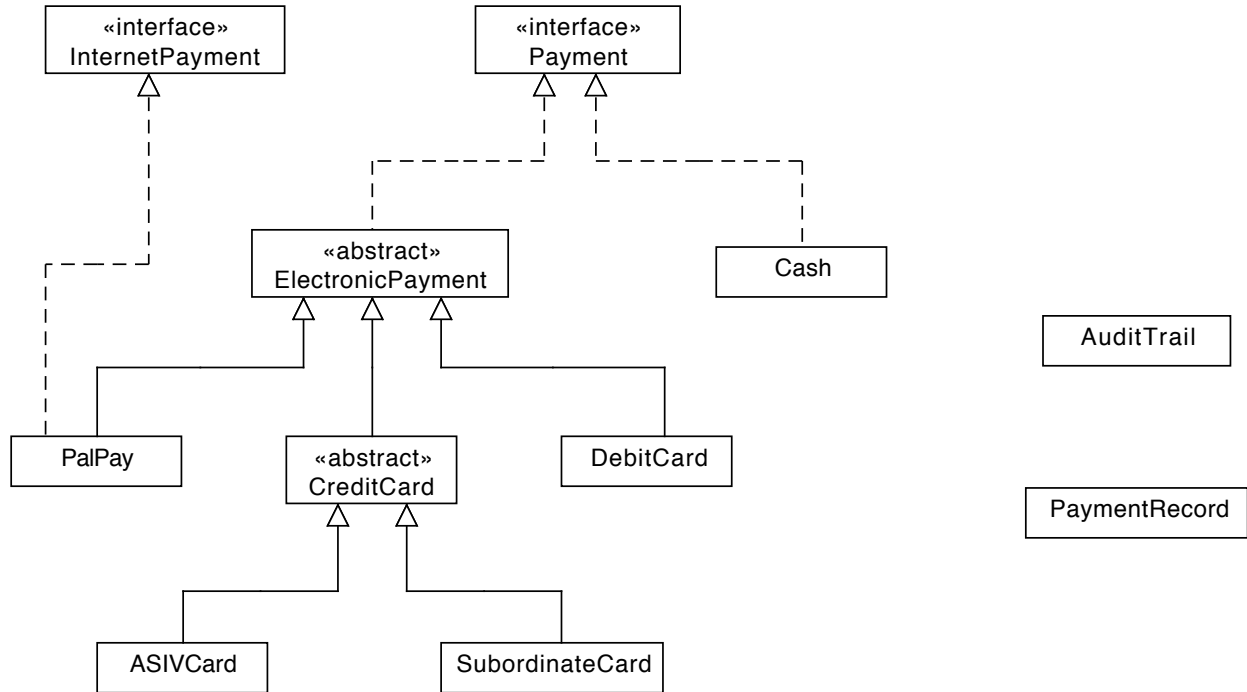 «interface»
InternetPayment
«interface»
Payment
«abstract»
ElectronicPayment
Cash
AuditTrail
PalPay
«abstract»
CreditCard
DebitCard
PaymentRecord
ASIVCard
SubordinateCard